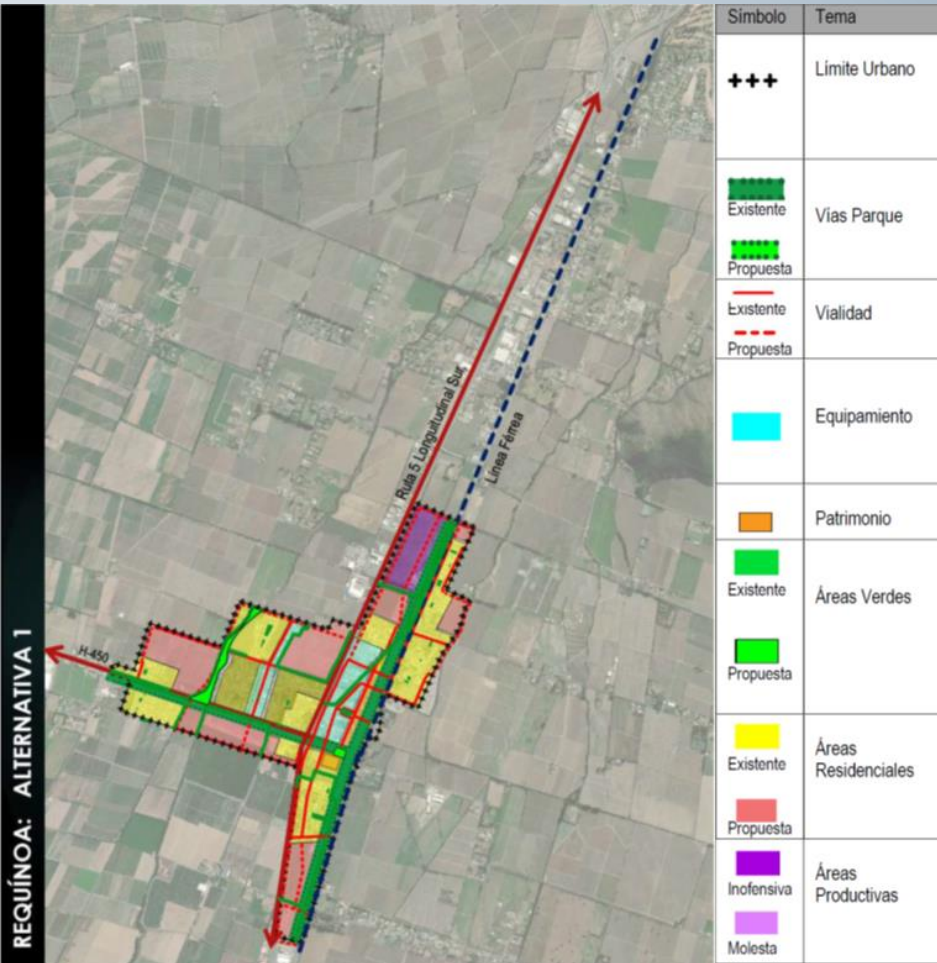 REQUÍNOA: ALTERNATIVA 1
Ruta 5 Longitudinal Sur
Línea Férrea
H-450
Símbolo Tema
Límite Urbano
Existente
Vías Parque
Propuesta
Existente
Vialidad
Propuesta
Equipamiento
Patrimonio
Existente
Áreas Verdes
Propuesta
Existente
Áreas
Residenciales
Propuesta
Inofensiva
Áreas
Productivas
Molesta